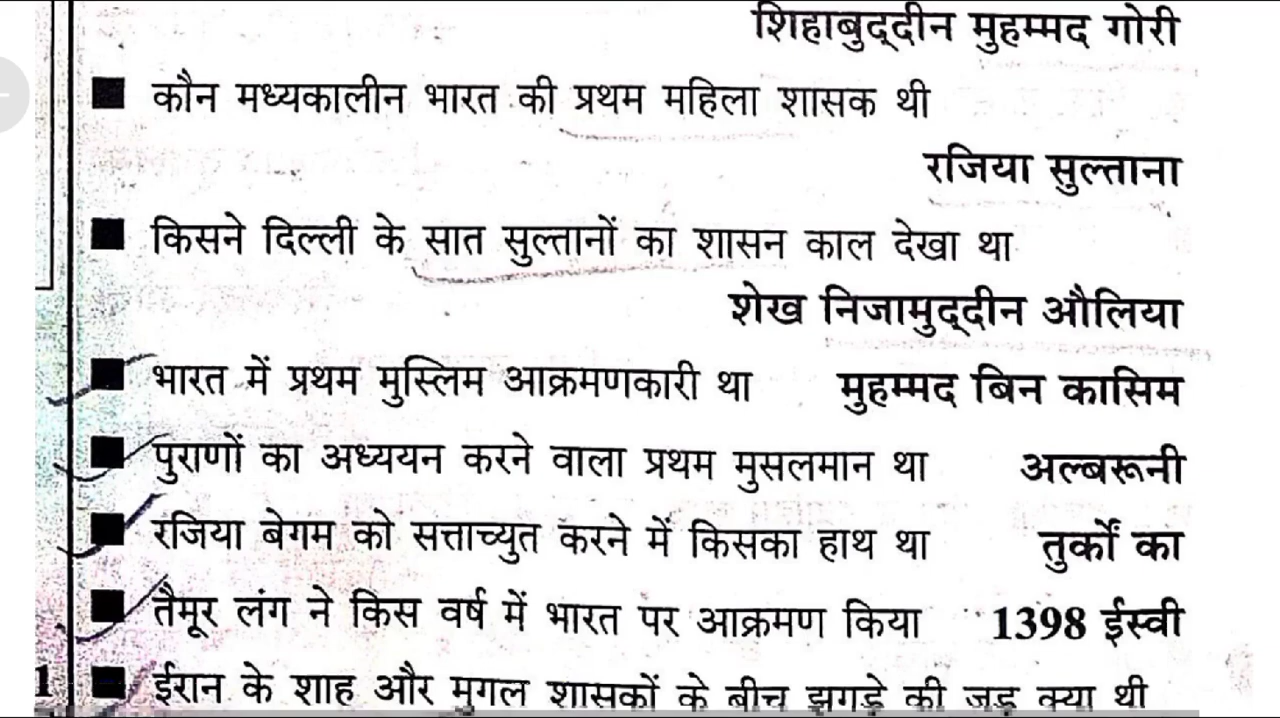 शिहाबुद्दीन मुहम्मद गोरी
■ कौन मध्यकालीन भारत की प्रथम महिला शासक थी
रजिया सुल्ताना
■ किसने दिल्ली के सात सुल्तानों का शासन काल देखा था
शेख निजामुद्दीन औलिया
■ भारत में प्रथम मुस्लिम आक्रमणकारी था मुहम्मद बिन कासिम
■ पुराणों का अध्ययन करने वाला प्रथम मुसलमान था अल्बरूनी
■ रजिया बेगम को सत्ताच्युत करने में किसका हाथ था तुर्कों का
■ तैमूर लंग ने किस वर्ष में भारत पर आक्रमण किया 1398 ईस्वी
1 ■ ईरान के शाह और मुगल शासकों के बीच झगड़े की जड़ क्या थी